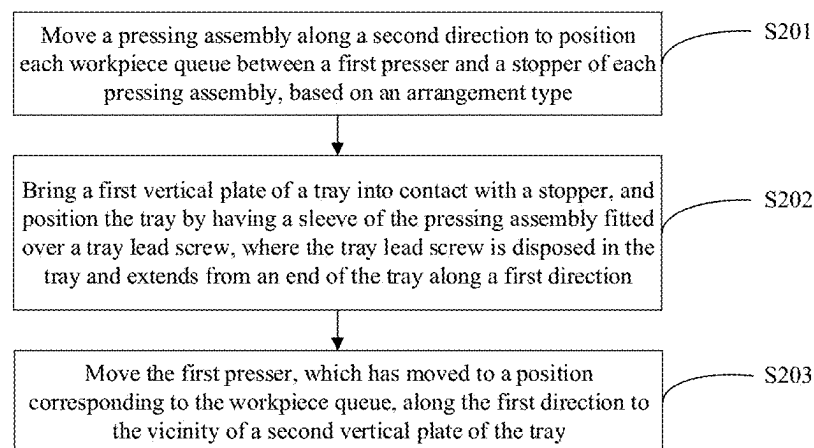 Move a pressing assembly along a second direction to position
each workpiece queue between a first presser and a stopper of each
pressing assembly, based on an arrangement type
S201
Bring a first vertical plate of a tray into contact with a stopper, and
position the tray by having a sleeve of the pressing assembly fitted
over a tray lead screw, where the tray lead screw is disposed in the
tray and extends from an end of the tray along a first direction
S202
Move the first presser, which has moved to a position
corresponding to the workpiece queue, along the first direction to
the vicinity of a second vertical plate of the tray
S203